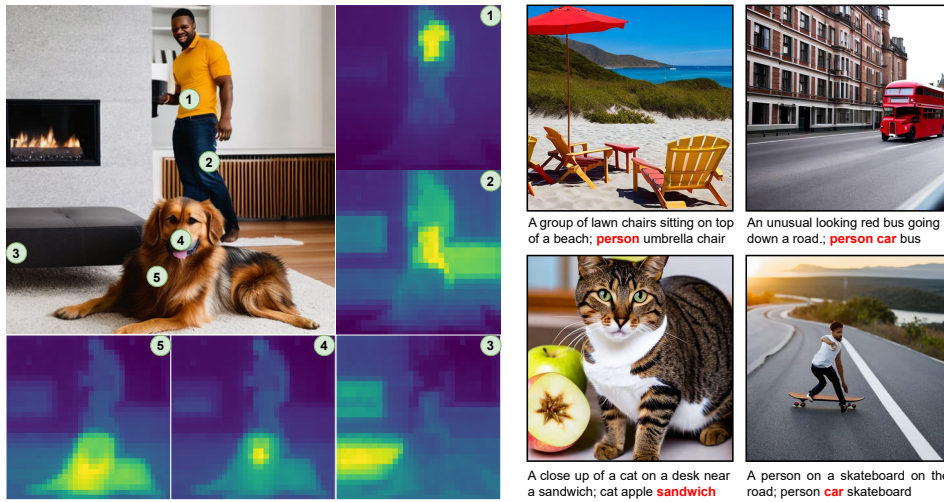 1
2
3
4
5
1
2
5
4
3
A group of lawn chairs sitting on top
of a beach; person umbrella chair
An unusual looking red bus going
down a road.; person car bus
A close up of a cat on a desk near
a sandwich; cat apple sandwich
A person on a skateboard on the
road; person car skateboard